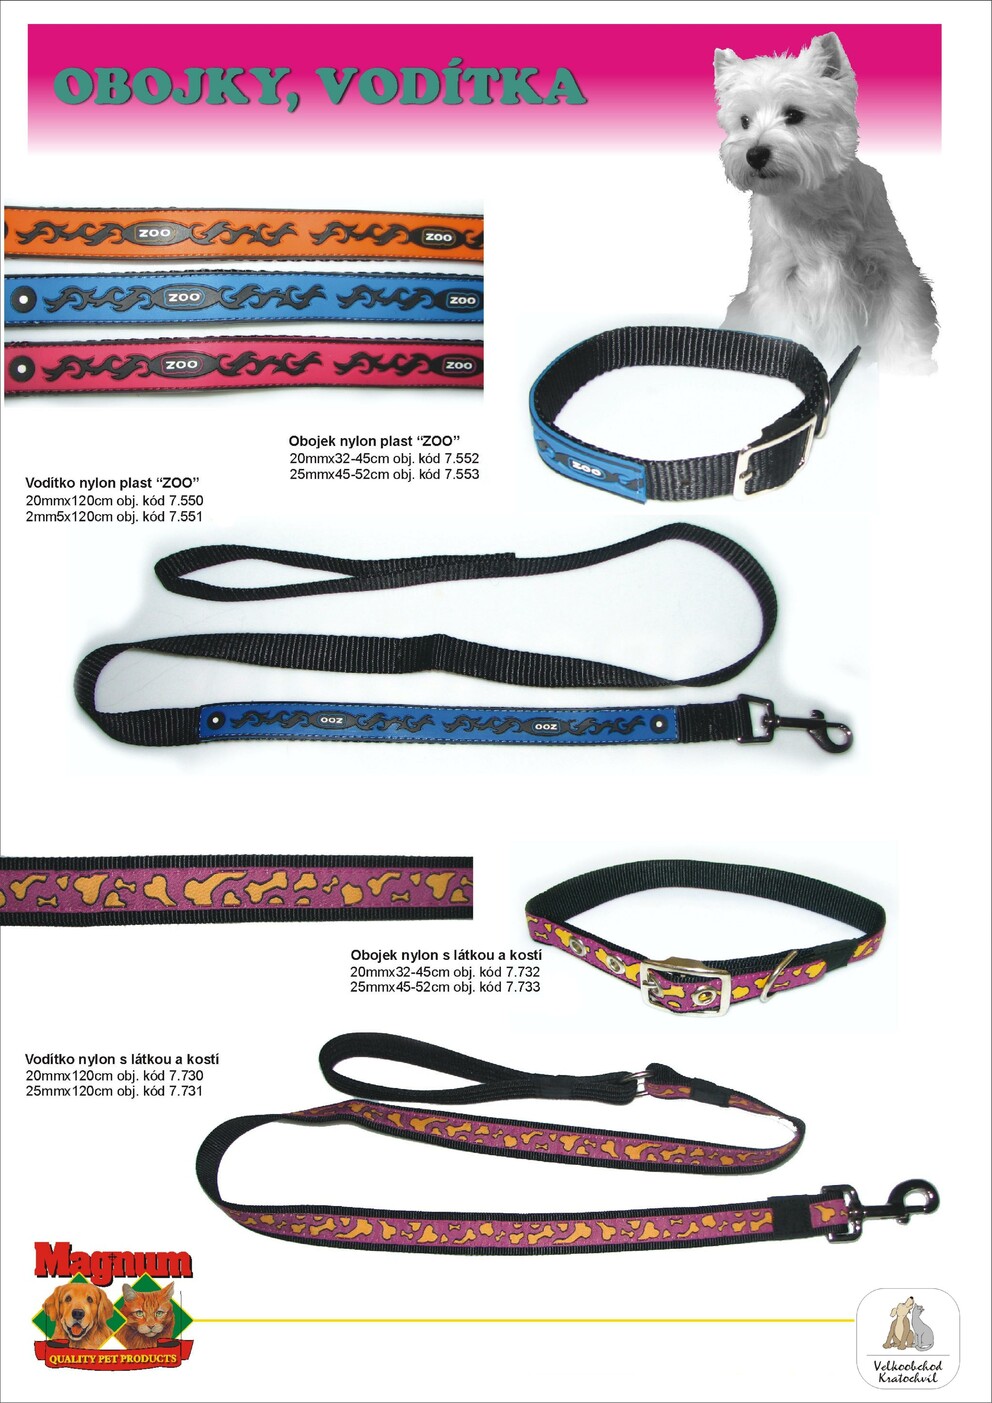 OBOJKY, VODÍTKA
ZOO ZOO
ZOO ZOO
ZOO ZOO
Obojek nylon plast “ZOO”
20mmx32-45cm obj. kód 7.552
25mmx45-52cm obj. kód 7.553
ZOO
Vodítko nylon plast “ZOO”
20mmx120cm obj. kód 7.550
2mm5x120cm obj. kód 7.551
ZOO ZOO
Obojek nylon s látkou a kostí
20mmx32-45cm obj. kód 7.732
25mmx45-52cm obj. kód 7.733
Vodítko nylon s látkou a kostí
20mmx120cm obj. kód 7.730
25mmx120cm obj. kód 7.731
Magnum
QUALITY PET PRODUCTS
Velkoobchod
Kratochvíl